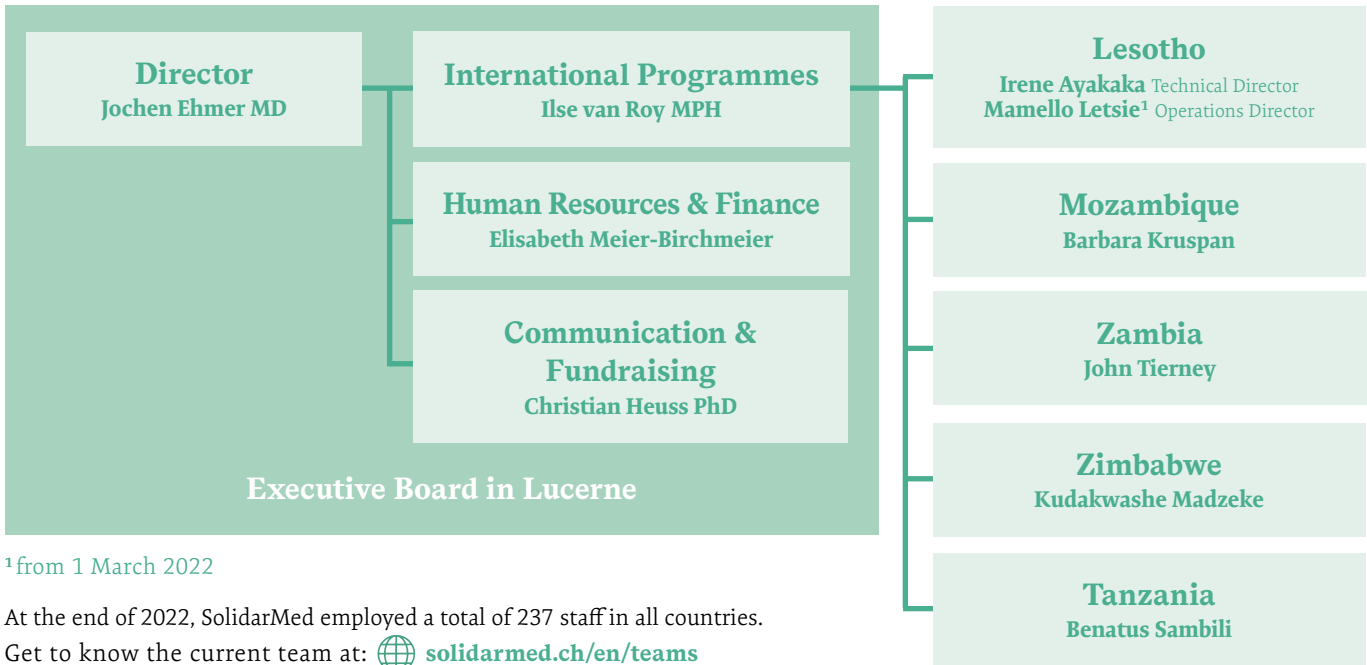 Director
Jochen Ehmer MD
International Programmes
Ilse van Roy MPH
Human Resources & Finance
Elisabeth Meier-Birchmeier
Communication &
Fundraising
Christian Heuss PhD
Executive Board in Lucerne
Lesotho
Irene Ayakaka Technical Director
Mamello Letsie¹ Operations Director
Mozambique
Barbara Kruspan
Zambia
John Tierney
Zimbabwe
Kudakwashe Madzeke
Tanzania
Benatus Sambili
¹ from 1 March 2022
At the end of 2022, SolidarMed employed a total of 237 staff in all countries.
Get to know the current team at: solidarmed.ch/en/teams